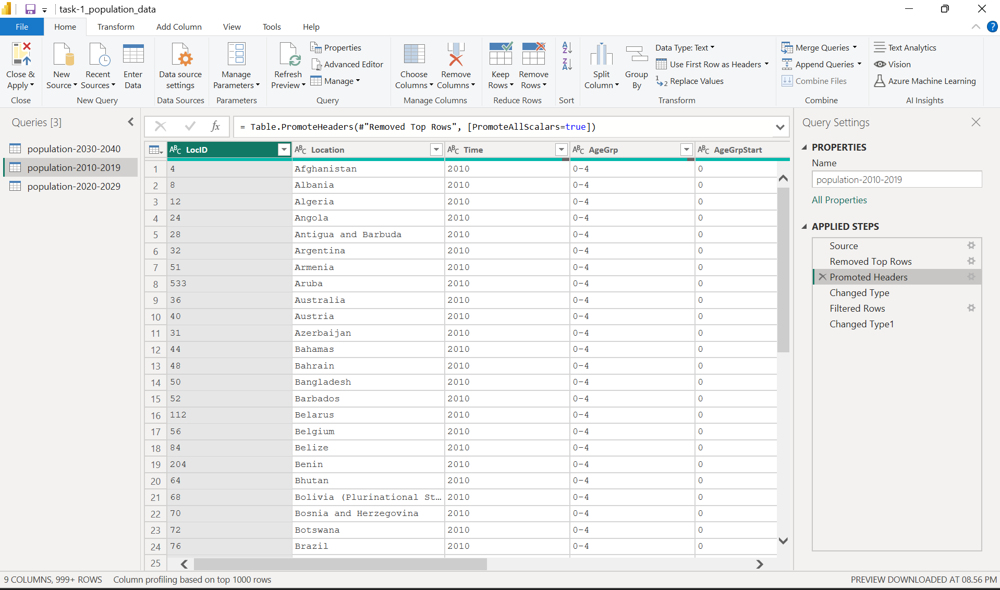 task-1_population_data
File Home Transform Add Column View Tools Help
Close & Apply
Close
New Source
Recent Sources
Enter Data
New Query
Data source settings
Data Sources
Manage Parameters
Parameters
Refresh Preview
Properties
Advanced Editor
Manage
Query
Choose Columns
Remove Columns
Manage Columns
Keep Rows
Remove Rows
Reduce Rows
Sort
Split Column
Group By
Data Type: Text
Use First Row as Headers
Replace Values
Transform
Merge Queries
Append Queries
Combine Files
Combine
Text Analytics
Vision
Azure Machine Learning
AI Insights
Queries [3]
population-2030-2040
population-2010-2019
population-2020-2029
fx = Table.PromoteHeaders(#"Removed Top Rows", [PromoteAllScalars=true])
ABC LocID ABC Location ABC Time ABC AgeGrp ABC AgeGrpStart
1 4 Afghanistan 2010 0-4 0
2 8 Albania 2010 0-4 0
3 12 Algeria 2010 0-4 0
4 24 Angola 2010 0-4 0
5 28 Antigua and Barbuda 2010 0-4 0
6 32 Argentina 2010 0-4 0
7 51 Armenia 2010 0-4 0
8 533 Aruba 2010 0-4 0
9 36 Australia 2010 0-4 0
10 40 Austria 2010 0-4 0
11 31 Azerbaijan 2010 0-4 0
12 44 Bahamas 2010 0-4 0
13 48 Bahrain 2010 0-4 0
14 50 Bangladesh 2010 0-4 0
15 52 Barbados 2010 0-4 0
16 112 Belarus 2010 0-4 0
17 56 Belgium 2010 0-4 0
18 84 Belize 2010 0-4 0
19 204 Benin 2010 0-4 0
20 64 Bhutan 2010 0-4 0
21 68 Bolivia (Plurinational St... 2010 0-4 0
22 70 Bosnia and Herzegovina 2010 0-4 0
23 72 Botswana 2010 0-4 0
24 76 Brazil 2010 0-4 0
25
Query Settings
PROPERTIES
Name
population-2010-2019
All Properties
APPLIED STEPS
Source
Removed Top Rows
Promoted Headers
Changed Type
Filtered Rows
Changed Type1
9 COLUMNS, 999+ ROWS Column profiling based on top 1000 rows
PREVIEW DOWNLOADED AT 08.56 PM